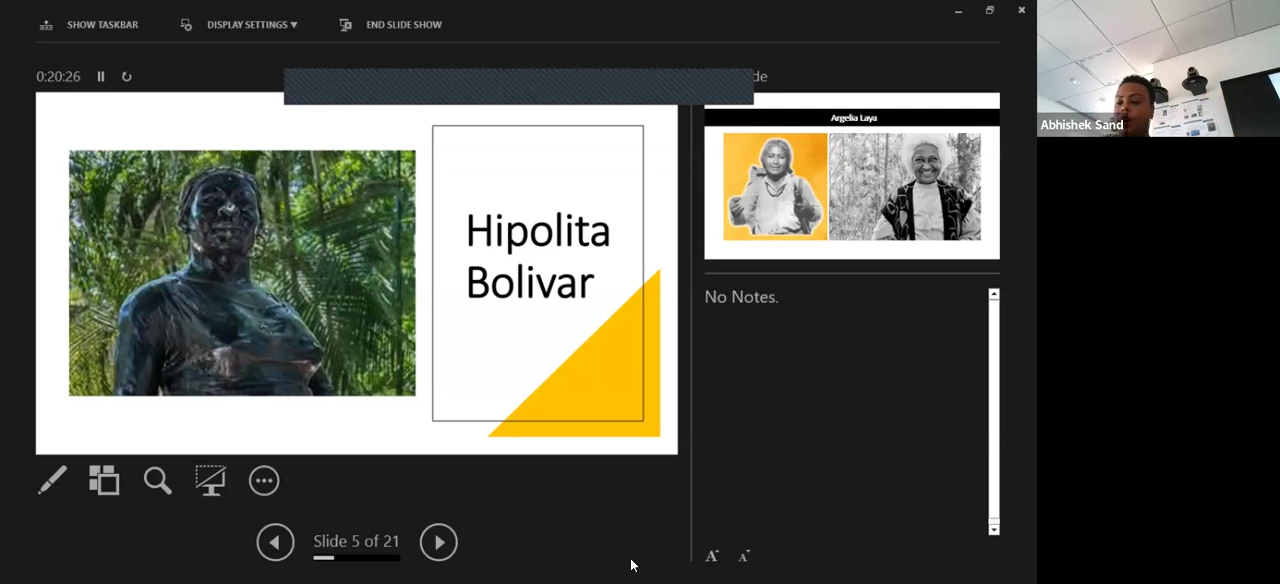 SHOW TASKBAR
DISPLAY SETTINGS ▼
END SLIDE SHOW
0:20:26
de
Argelia Laya
Abhishek Sand
Hipolita
Bolivar
No Notes.
Slide 5 of 21
A A